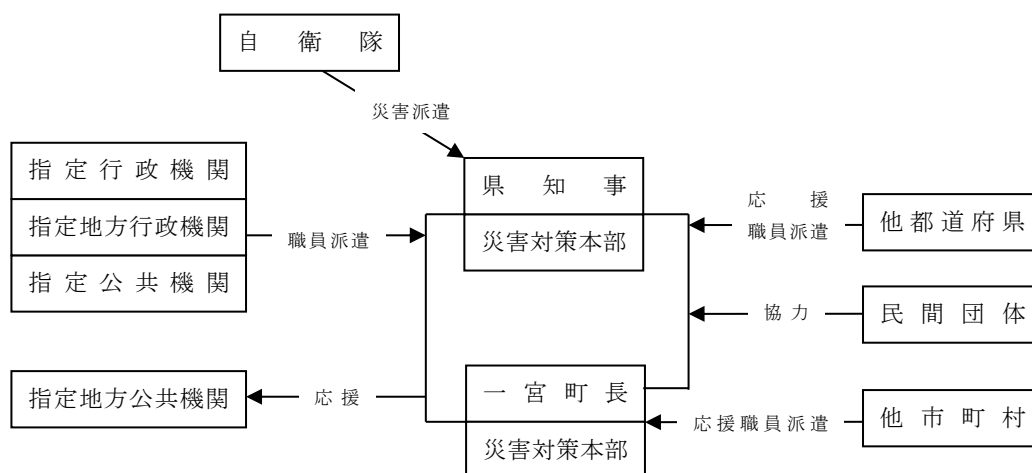 自衛隊
災害派遣
指定行政機関
指定地方行政機関
指定公共機関
職員派遣
県知事
災害対策本部
応援
職員派遣
他都道府県
協力
民間団体
指定地方公共機関
応援
一宮町長
災害対策本部
応援職員派遣
他市町村